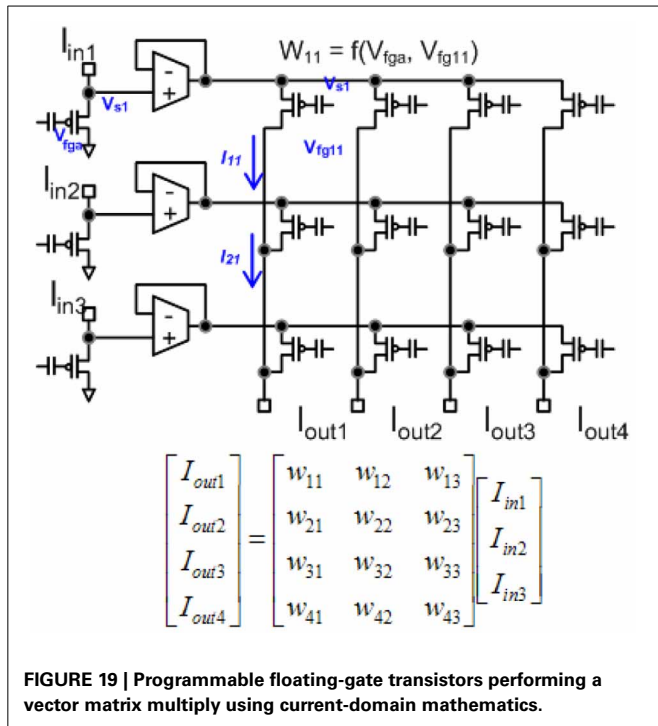 I_in1
W_11 = f(V_fga, V_fg11)
-
+
V_s1
V_s1
V_fga
I_11
V_fg11
I_in2
-
+
I_21
I_in3
-
+
I_out1 I_out2 I_out3 I_out4
[I_out1] = [w_11 w_12 w_13] [I_in1]
[I_out2] [w_21 w_22 w_23] [I_in2]
[I_out3] [w_31 w_32 w_33] [I_in3]
[I_out4] [w_41 w_42 w_43]
FIGURE 19 | Programmable floating-gate transistors performing a
vector matrix multiply using current-domain mathematics.